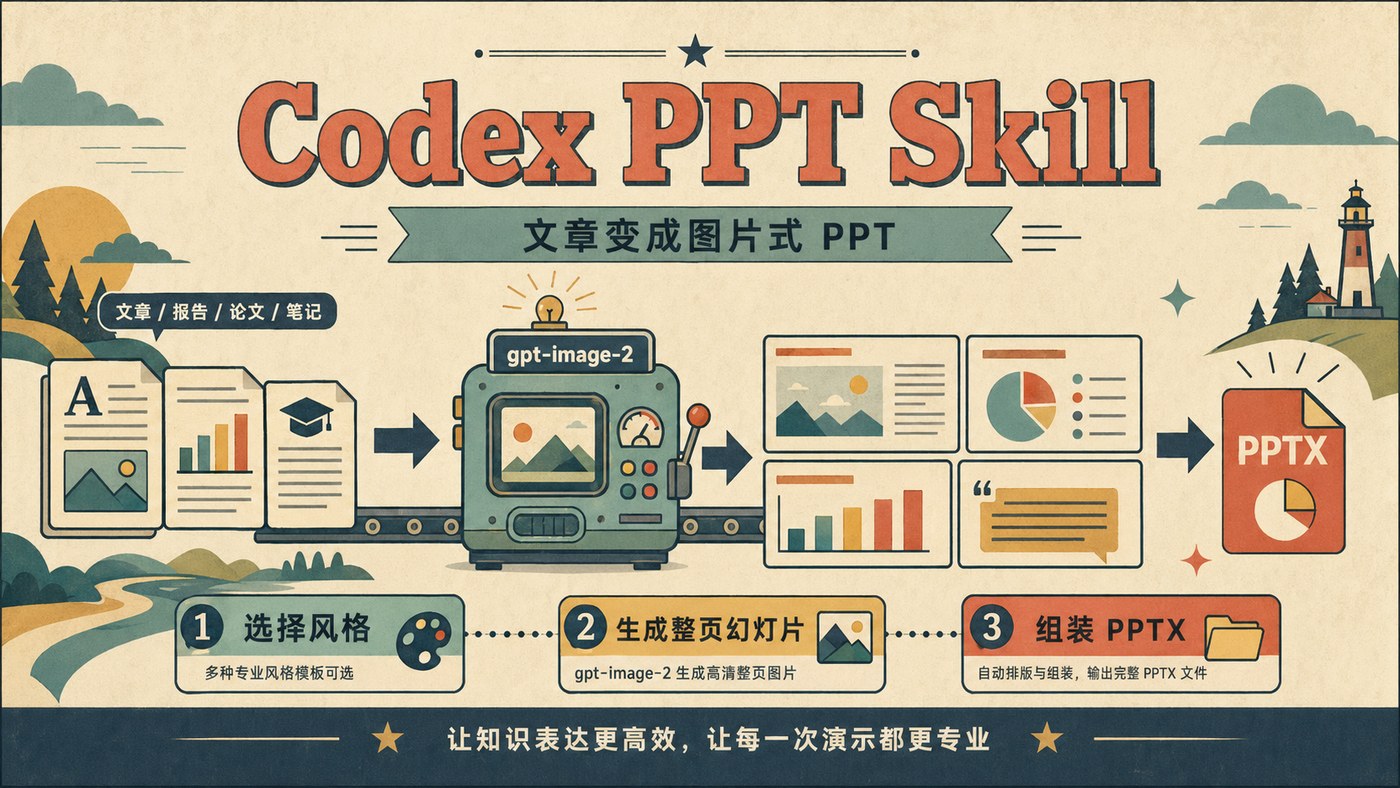 Codex PPT Skill
文章变成图片式 PPT
文章 / 报告 / 论文 / 笔记
A
gpt-image-2
“
PPTX
1 选择风格
多种专业风格模板可选
2 生成整页幻灯片
gpt-image-2 生成高清整页图片
3 组装 PPTX
自动排版与组装，输出完整 PPTX 文件
让知识表达更高效，让每一次演示都更专业